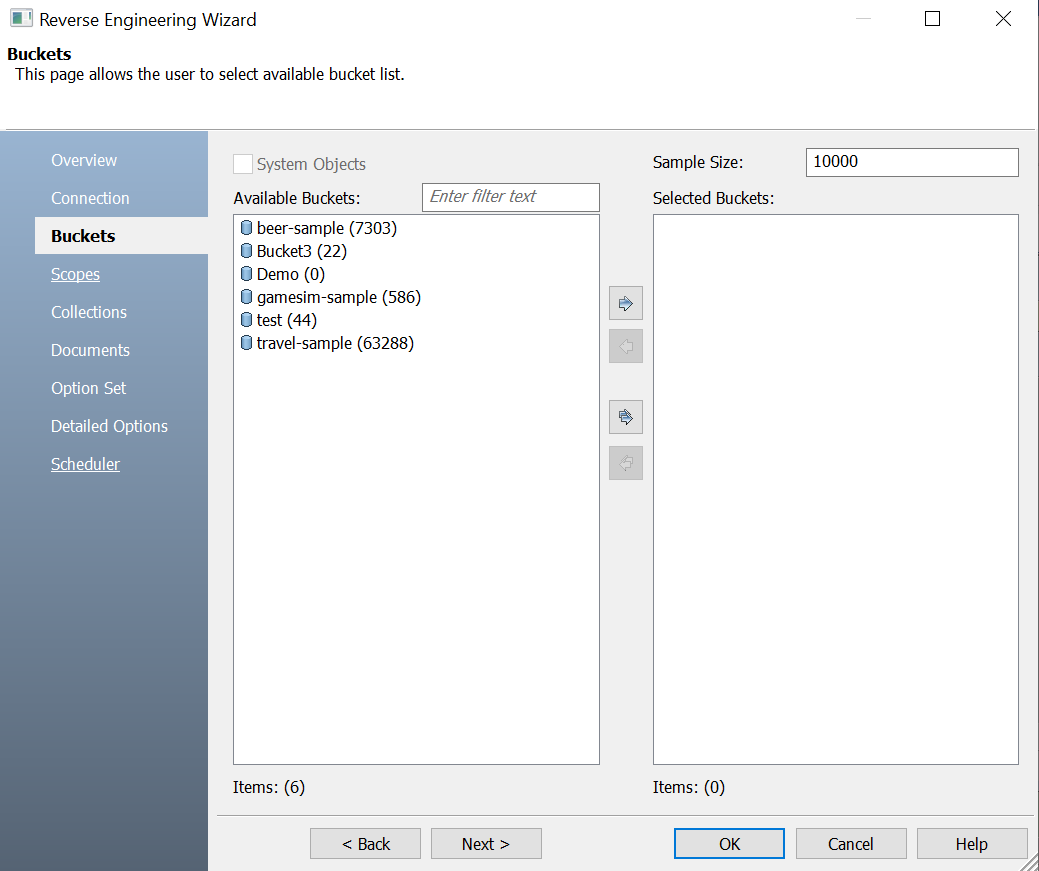 Reverse Engineering Wizard
Buckets
This page allows the user to select available bucket list.
Overview
Connection
Buckets
Scopes
Collections
Documents
Option Set
Detailed Options
Scheduler
System Objects
Sample Size: 10000
Available Buckets: Enter filter text
Selected Buckets:
beer-sample (7303)
Bucket3 (22)
Demo (0)
gamesim-sample (586)
test (44)
travel-sample (63288)
Items: (6)
Items: (0)
< Back
Next >
OK
Cancel
Help